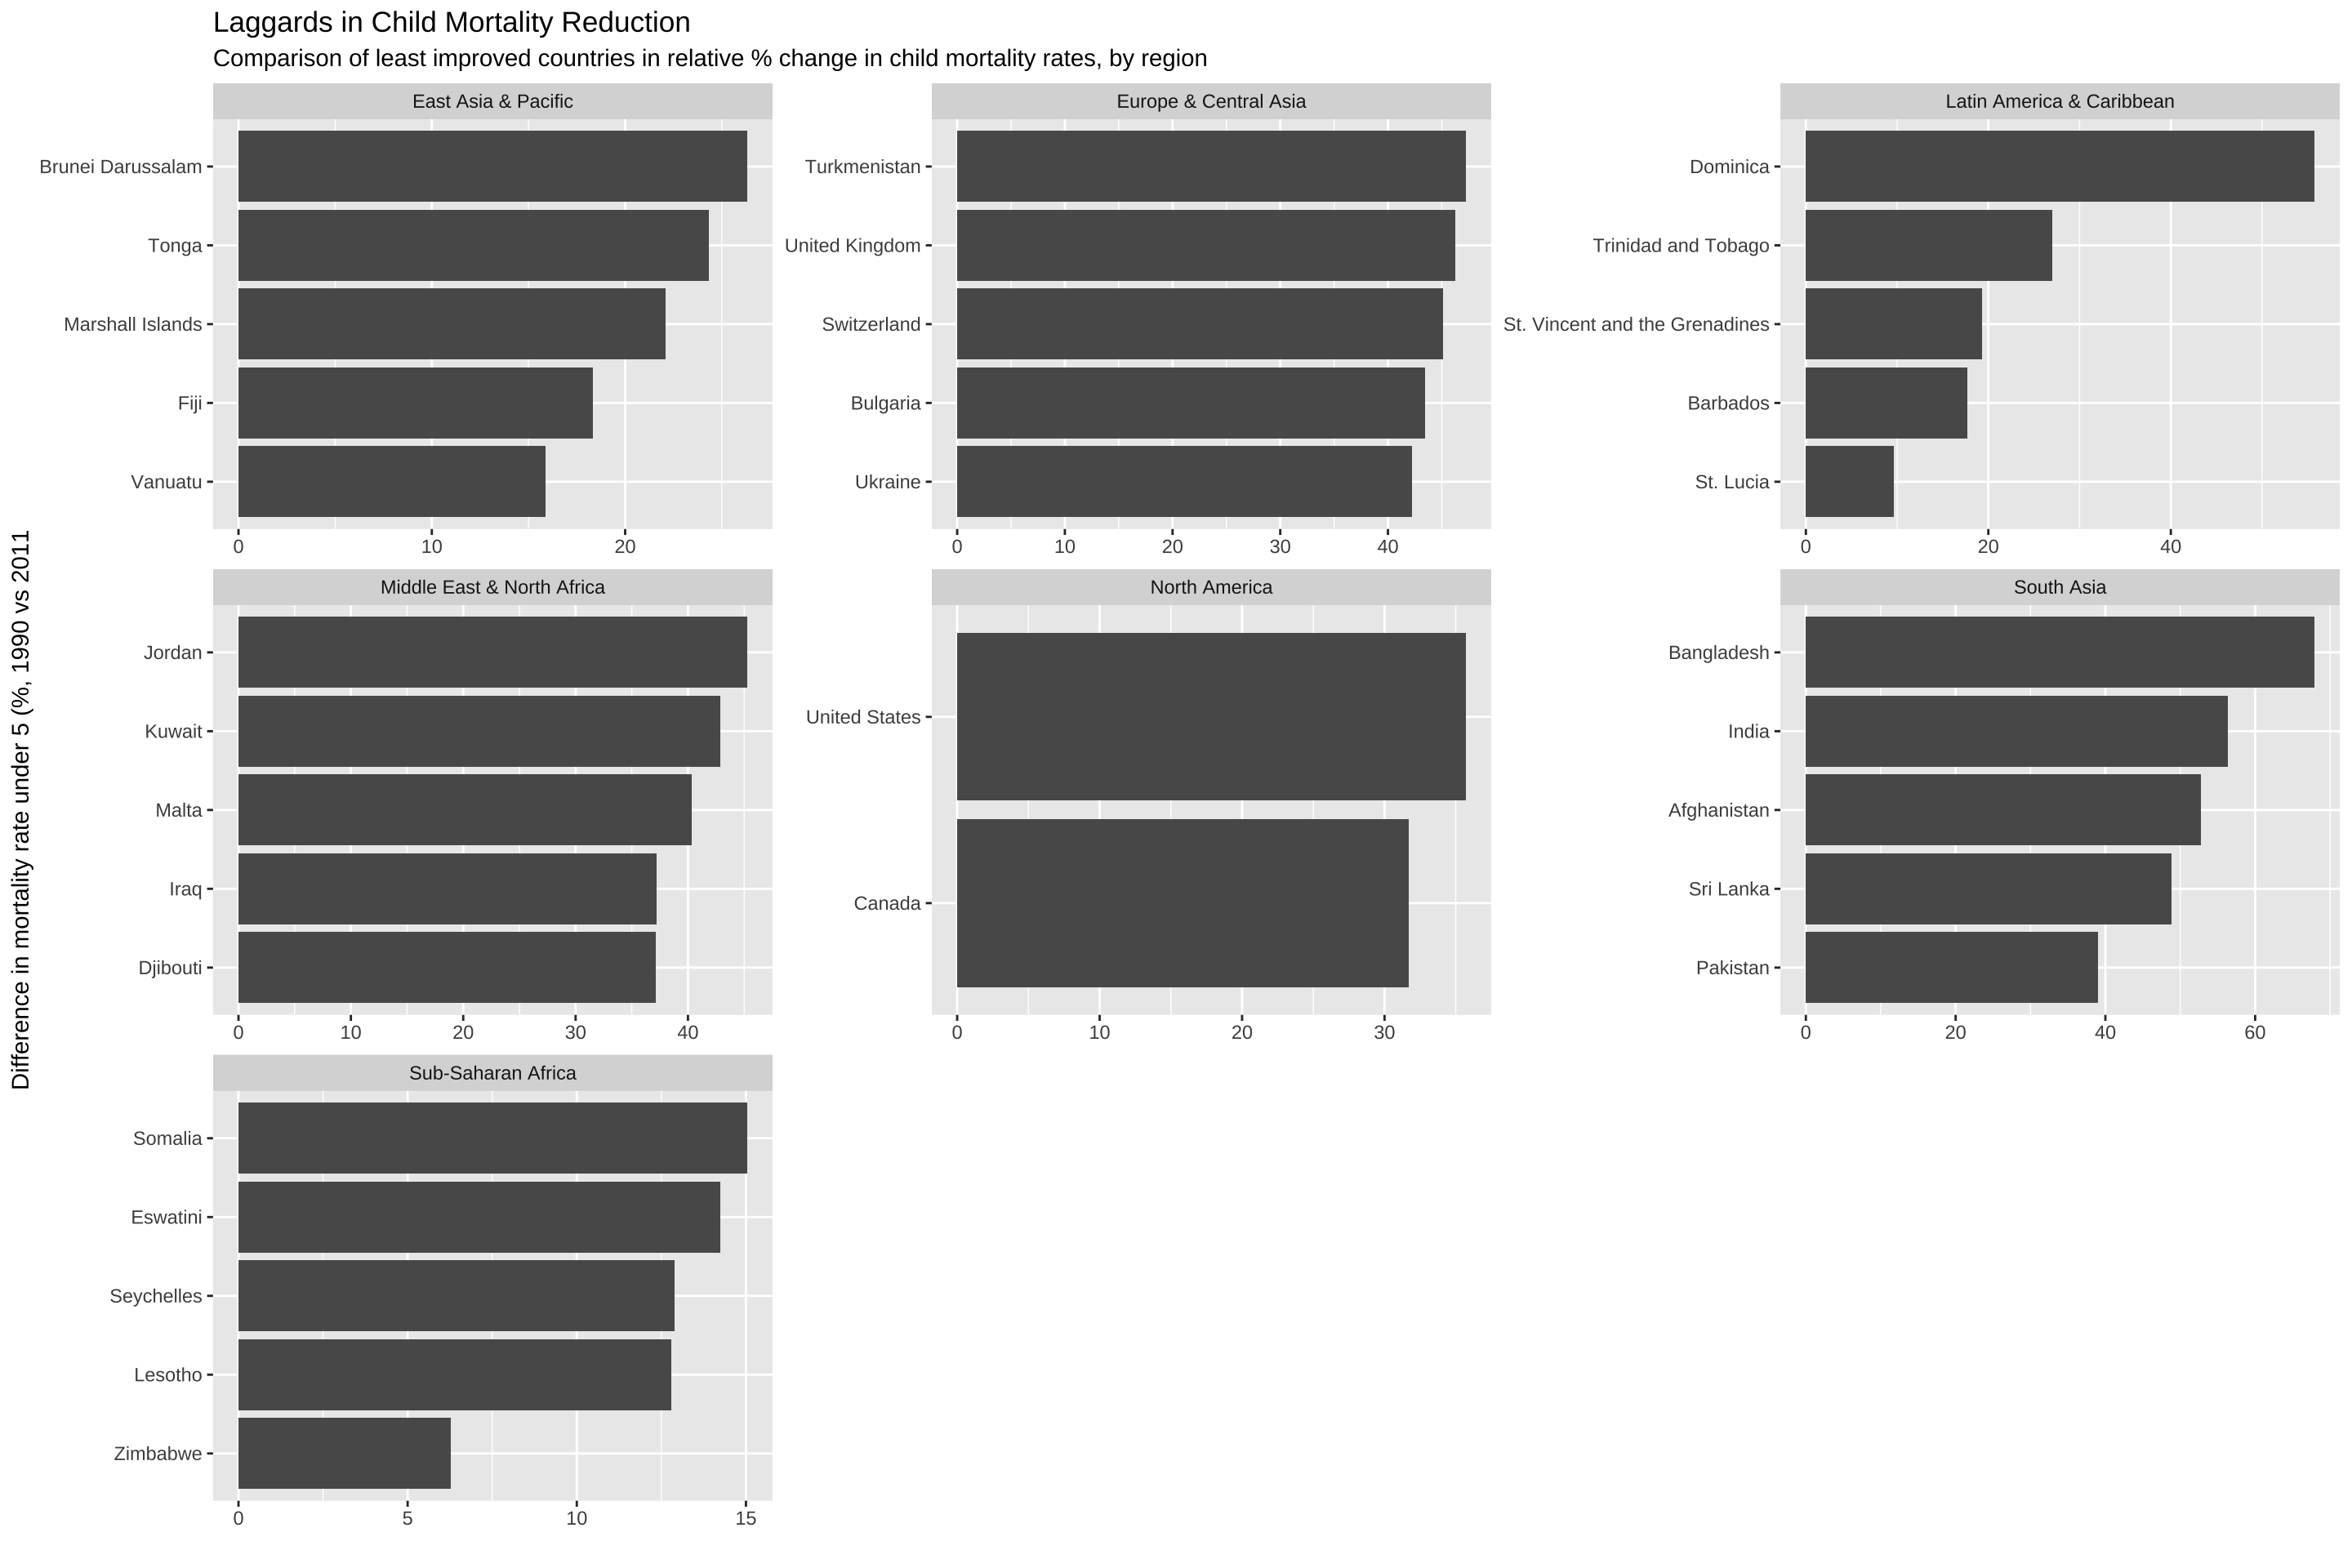 Laggards in Child Mortality Reduction
Comparison of least improved countries in relative % change in child mortality rates, by region
Difference in mortality rate under 5 (%, 1990 vs 2011
East Asia & Pacific
Brunei Darussalam
Tonga
Marshall Islands
Fiji
Vanuatu
0 10 20
Europe & Central Asia
Turkmenistan
United Kingdom
Switzerland
Bulgaria
Ukraine
0 10 20 30 40
Latin America & Caribbean
Dominica
Trinidad and Tobago
St. Vincent and the Grenadines
Barbados
St. Lucia
0 20 40
Middle East & North Africa
Jordan
Kuwait
Malta
Iraq
Djibouti
0 10 20 30 40
North America
United States
Canada
0 10 20 30
South Asia
Bangladesh
India
Afghanistan
Sri Lanka
Pakistan
0 20 40 60
Sub-Saharan Africa
Somalia
Eswatini
Seychelles
Lesotho
Zimbabwe
0 5 10 15